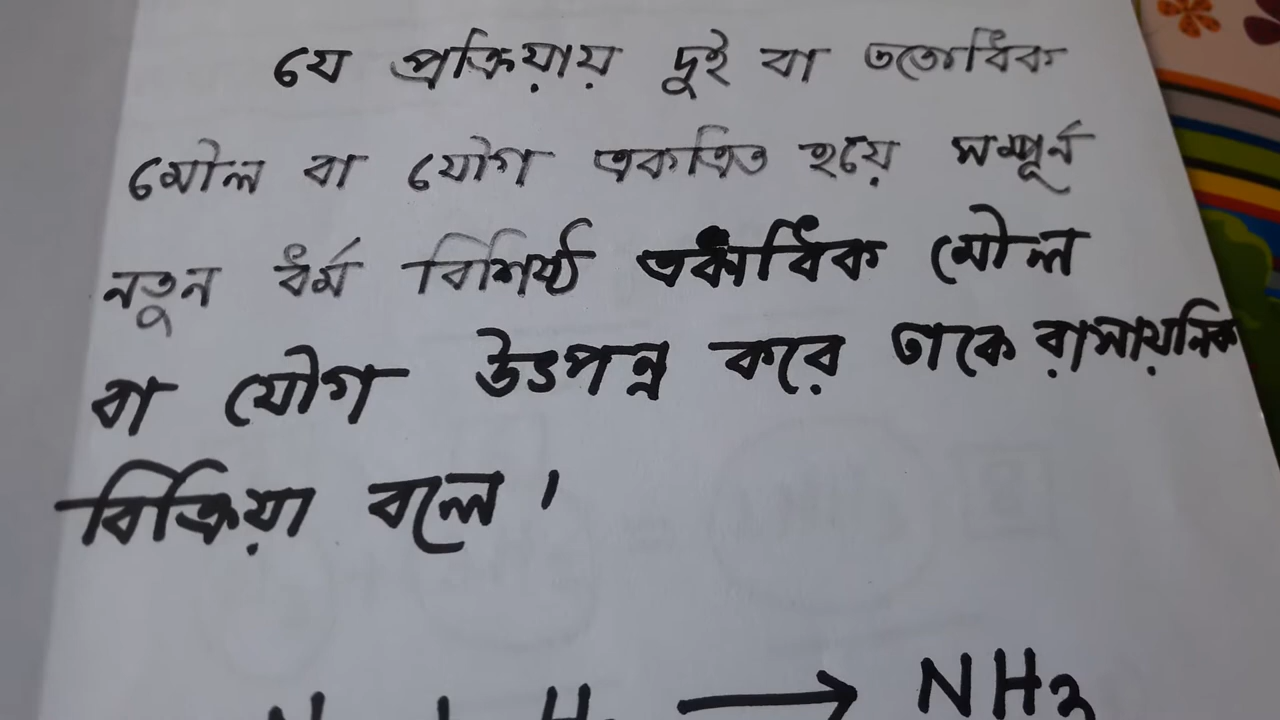 যে প্রক্রিয়ায় দুই বা ততোধিক
মৌল বা যৌগ একত্রিত হয়ে সম্পূর্ন
নতুন ধর্ম বিশিষ্ট একাধিক মৌল
বা যৌগ উৎপন্ন করে তাকে রাসায়নিক
বিক্রিয়া বলে।
→ NH3